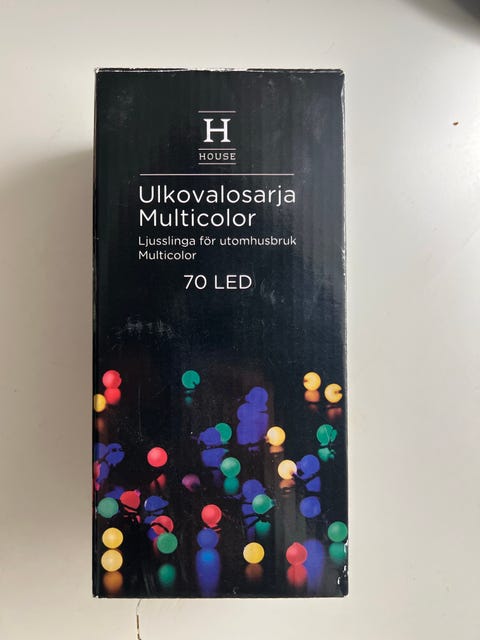 H
HOUSE
Ulkovalosarja
Multicolor
Ljusslinga för utomhusbruk
Multicolor
70 LED